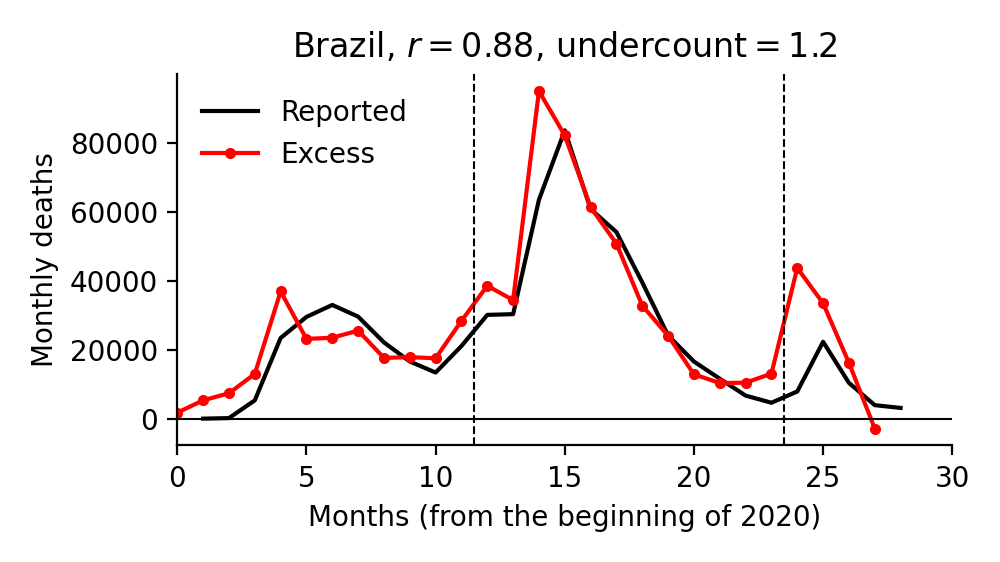 Brazil, r = 0.88, undercount = 1.2
Reported
Excess
Monthly deaths
80000
60000
40000
20000
0
0 5 10 15 20 25 30
Months (from the beginning of 2020)